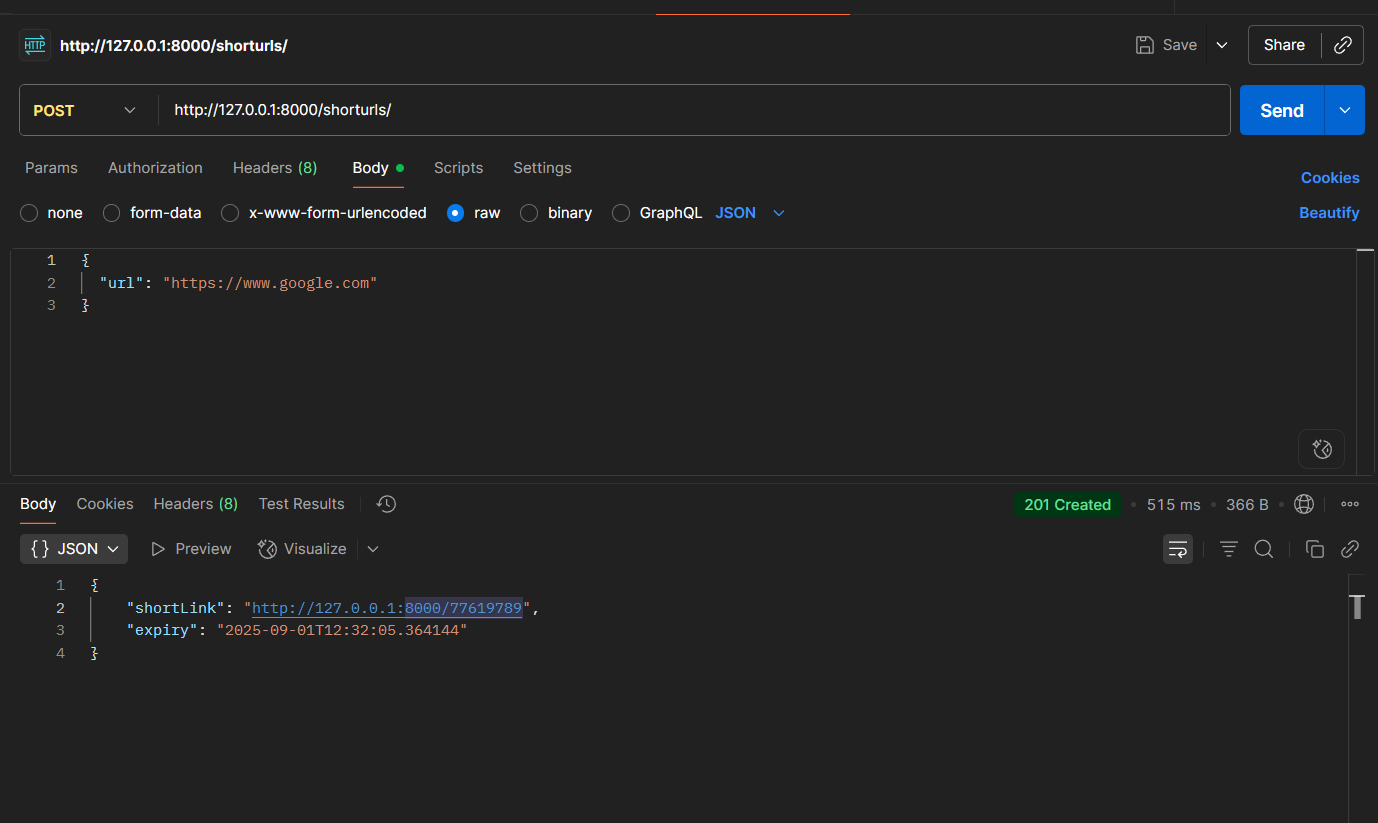 HTTP http://127.0.0.1:8000/shorturls/ Save Share
POST http://127.0.0.1:8000/shorturls/ Send
Params Authorization Headers (8) Body Scripts Settings Cookies
none form-data x-www-form-urlencoded raw binary GraphQL JSON Beautify
1 {
2 "url": "https://www.google.com"
3 }
Body Cookies Headers (8) Test Results 201 Created 515 ms 366 B
{} JSON Preview Visualize
1 {
2 "shortLink": "http://127.0.0.1:8000/77619789",
3 "expiry": "2025-09-01T12:32:05.364144"
4 }